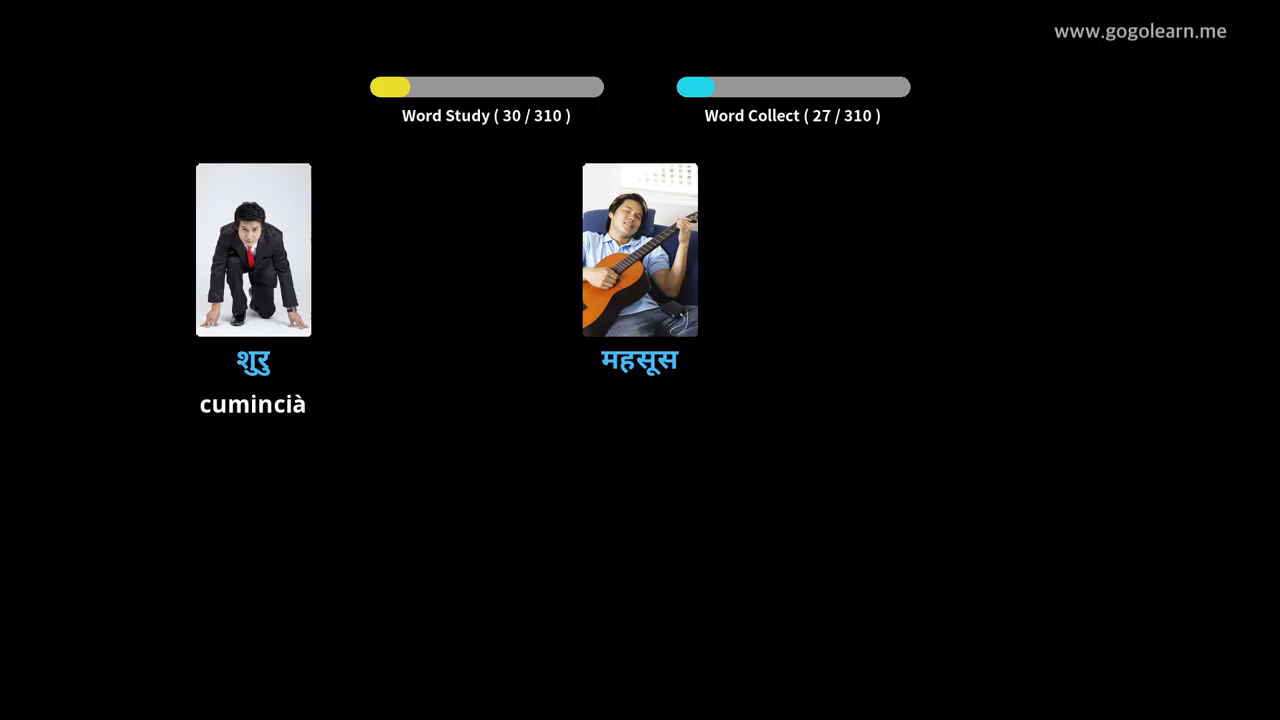 www.gogolearn.me
Word Study ( 30 / 310 )
Word Collect ( 27 / 310 )
शुरु
महसूस
cumincià